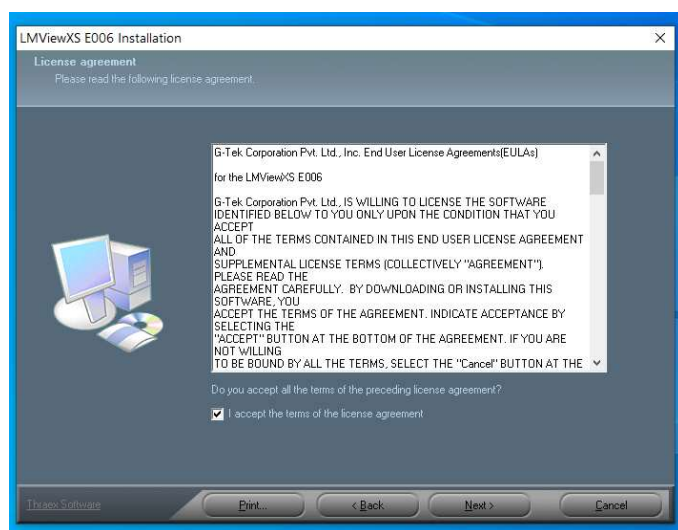 LMViewXS E006 Installation
License agreement
Please read the following license agreement.
G-Tek Corporation Pvt. Ltd., Inc. End User License Agreements(EULAs)
for the LMViewXS E006
G-Tek Corporation Pvt. Ltd., IS WILLING TO LICENSE THE SOFTWARE
IDENTIFIED BELOW TO YOU ONLY UPON THE CONDITION THAT YOU
ACCEPT
ALL OF THE TERMS CONTAINED IN THIS END USER LICENSE AGREEMENT
AND
SUPPLEMENTAL LICENSE TERMS (COLLECTIVELY "AGREEMENT").
PLEASE READ THE
AGREEMENT CAREFULLY. BY DOWNLOADING OR INSTALLING THIS
SOFTWARE, YOU
ACCEPT THE TERMS OF THE AGREEMENT. INDICATE ACCEPTANCE BY
SELECTING THE
"ACCEPT" BUTTON AT THE BOTTOM OF THE AGREEMENT. IF YOU ARE
NOT WILLING
TO BE BOUND BY ALL THE TERMS, SELECT THE "Cancel" BUTTON AT THE
Do you accept all the terms of the preceding license agreement?
I accept the terms of the license agreement
Thraex Software
Print...
< Back
Next >
Cancel